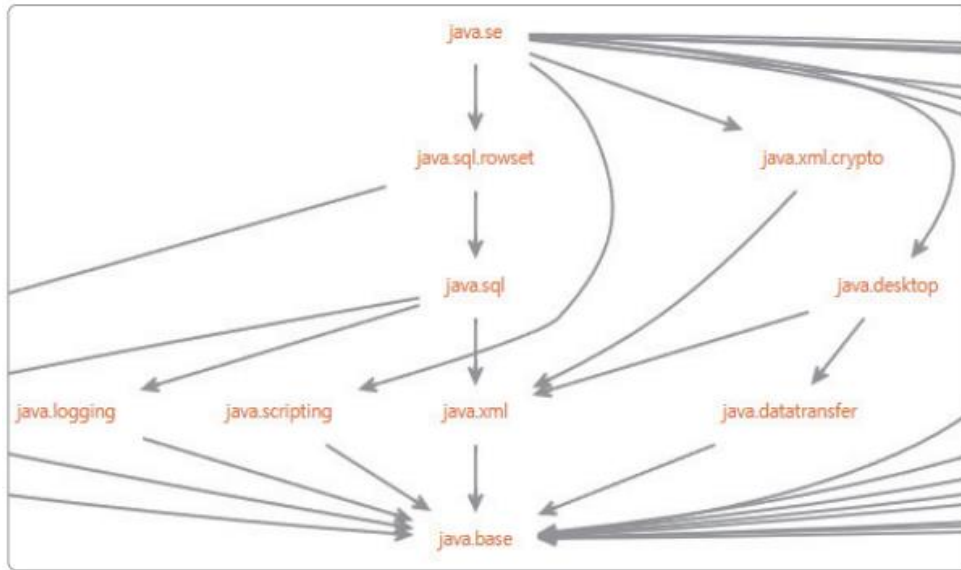 java.se
java.sql.rowset java.xml.crypto
java.sql java.desktop
java.logging java.scripting java.xml java.datatransfer
java.base